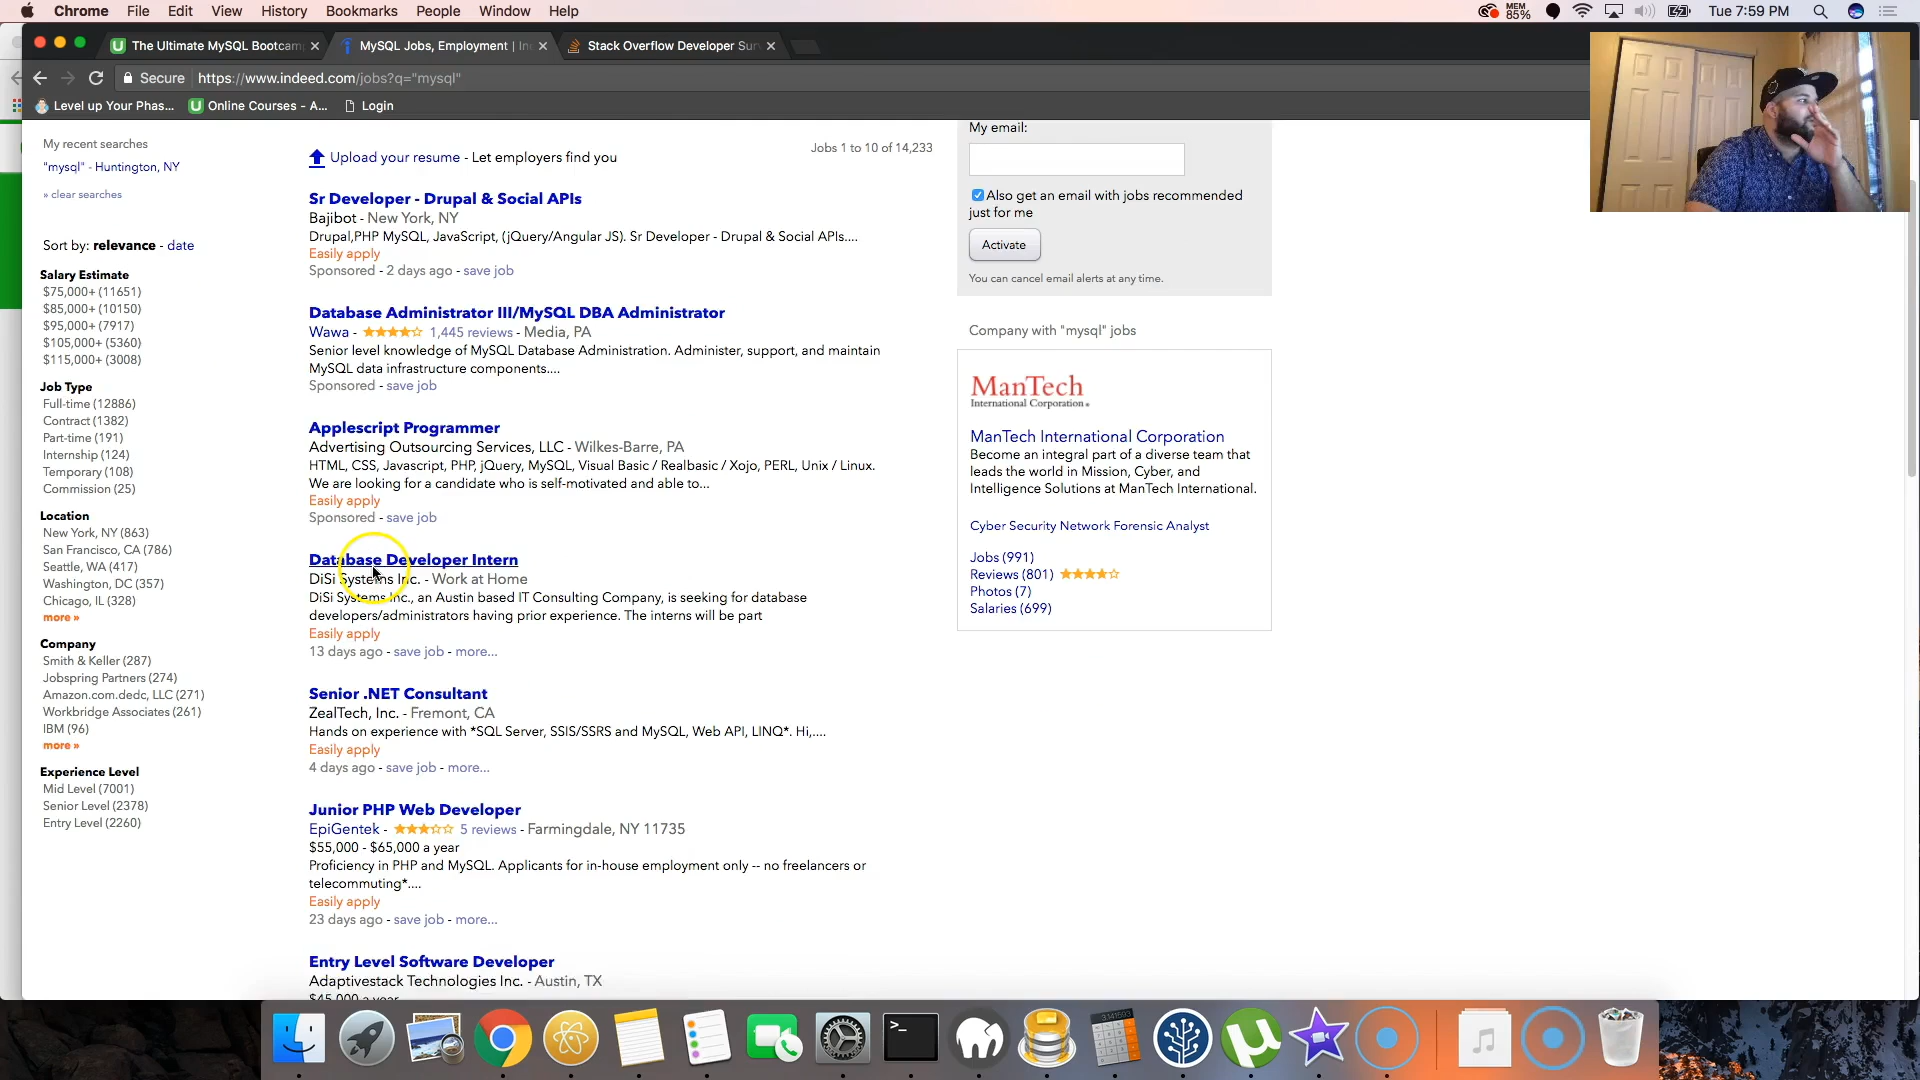 Chrome File Edit View History Bookmarks People Window Help
MEM 85% Tue 7:59 PM
The Ultimate MySQL Bootcam
MySQL Jobs, Employment | In
Stack Overflow Developer Sur
Secure https://www.indeed.com/jobs?q="mysql"
Level up Your Phas... Online Courses - A... Login
My recent searches
"mysql" - Huntington, NY
» clear searches
Sort by: relevance - date
Salary Estimate
$75,000+ (11651)
$85,000+ (10150)
$95,000+ (7917)
$105,000+ (5360)
$115,000+ (3008)
Job Type
Full-time (12886)
Contract (1382)
Part-time (191)
Internship (124)
Temporary (108)
Commission (25)
Location
New York, NY (863)
San Francisco, CA (786)
Seattle, WA (417)
Washington, DC (357)
Chicago, IL (328)
more »
Company
Smith & Keller (287)
Jobspring Partners (274)
Amazon.com.dedc, LLC (271)
Workbridge Associates (261)
IBM (96)
more »
Experience Level
Mid Level (7001)
Senior Level (2378)
Entry Level (2260)
Upload your resume - Let employers find you
Jobs 1 to 10 of 14,233
Sr Developer - Drupal & Social APIs
Bajibot - New York, NY
Drupal,PHP MySQL, JavaScript, (jQuery/Angular JS). Sr Developer - Drupal & Social APIs....
Easily apply
Sponsored - 2 days ago - save job
Database Administrator III/MySQL DBA Administrator
Wawa - 1,445 reviews - Media, PA
Senior level knowledge of MySQL Database Administration. Administer, support, and maintain
MySQL data infrastructure components....
Sponsored - save job
Applescript Programmer
Advertising Outsourcing Services, LLC - Wilkes-Barre, PA
HTML, CSS, Javascript, PHP, jQuery, MySQL, Visual Basic / Realbasic / Xojo, PERL, Unix / Linux.
We are looking for a candidate who is self-motivated and able to...
Easily apply
Sponsored - save job
Database Developer Intern
DiSi Systems Inc. - Work at Home
DiSi Systems Inc., an Austin based IT Consulting Company, is seeking for database
developers/administrators having prior experience. The interns will be part
Easily apply
13 days ago - save job - more...
Senior .NET Consultant
ZealTech, Inc. - Fremont, CA
Hands on experience with *SQL Server, SSIS/SSRS and MySQL, Web API, LINQ*. Hi,....
Easily apply
4 days ago - save job - more...
Junior PHP Web Developer
EpiGentek - 5 reviews - Farmingdale, NY 11735
$55,000 - $65,000 a year
Proficiency in PHP and MySQL. Applicants for in-house employment only -- no freelancers or
telecommuting*....
Easily apply
23 days ago - save job - more...
Entry Level Software Developer
Adaptivestack Technologies Inc. - Austin, TX
$45,000 a year
My email:
Also get an email with jobs recommended
just for me
Activate
You can cancel email alerts at any time.
Company with "mysql" jobs
ManTech
International Corporation
ManTech International Corporation
Become an integral part of a diverse team that
leads the world in Mission, Cyber, and
Intelligence Solutions at ManTech International.
Cyber Security Network Forensic Analyst
Jobs (991)
Reviews (801)
Photos (7)
Salaries (699)